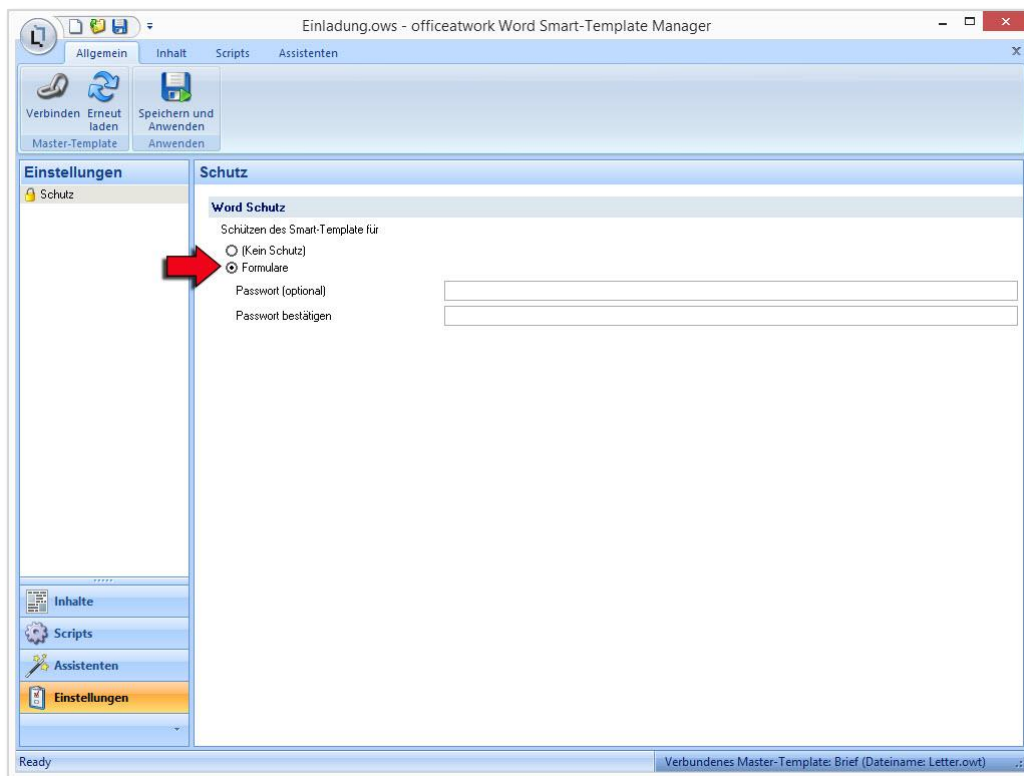 Einladung.ows - officeatwork Word Smart-Template Manager
Allgemein Inhalt Scripts Assistenten
Verbinden Erneut laden Speichern und Anwenden
Master-Template Anwenden
Einstellungen
Schutz
Schutz
Word Schutz
Schützen des Smart-Template für
(Kein Schutz)
Formulare
Passwort (optional)
Passwort bestätigen
Inhalte
Scripts
Assistenten
Einstellungen
Ready Verbundenes Master-Template: Brief (Dateiname: Letter.owt)